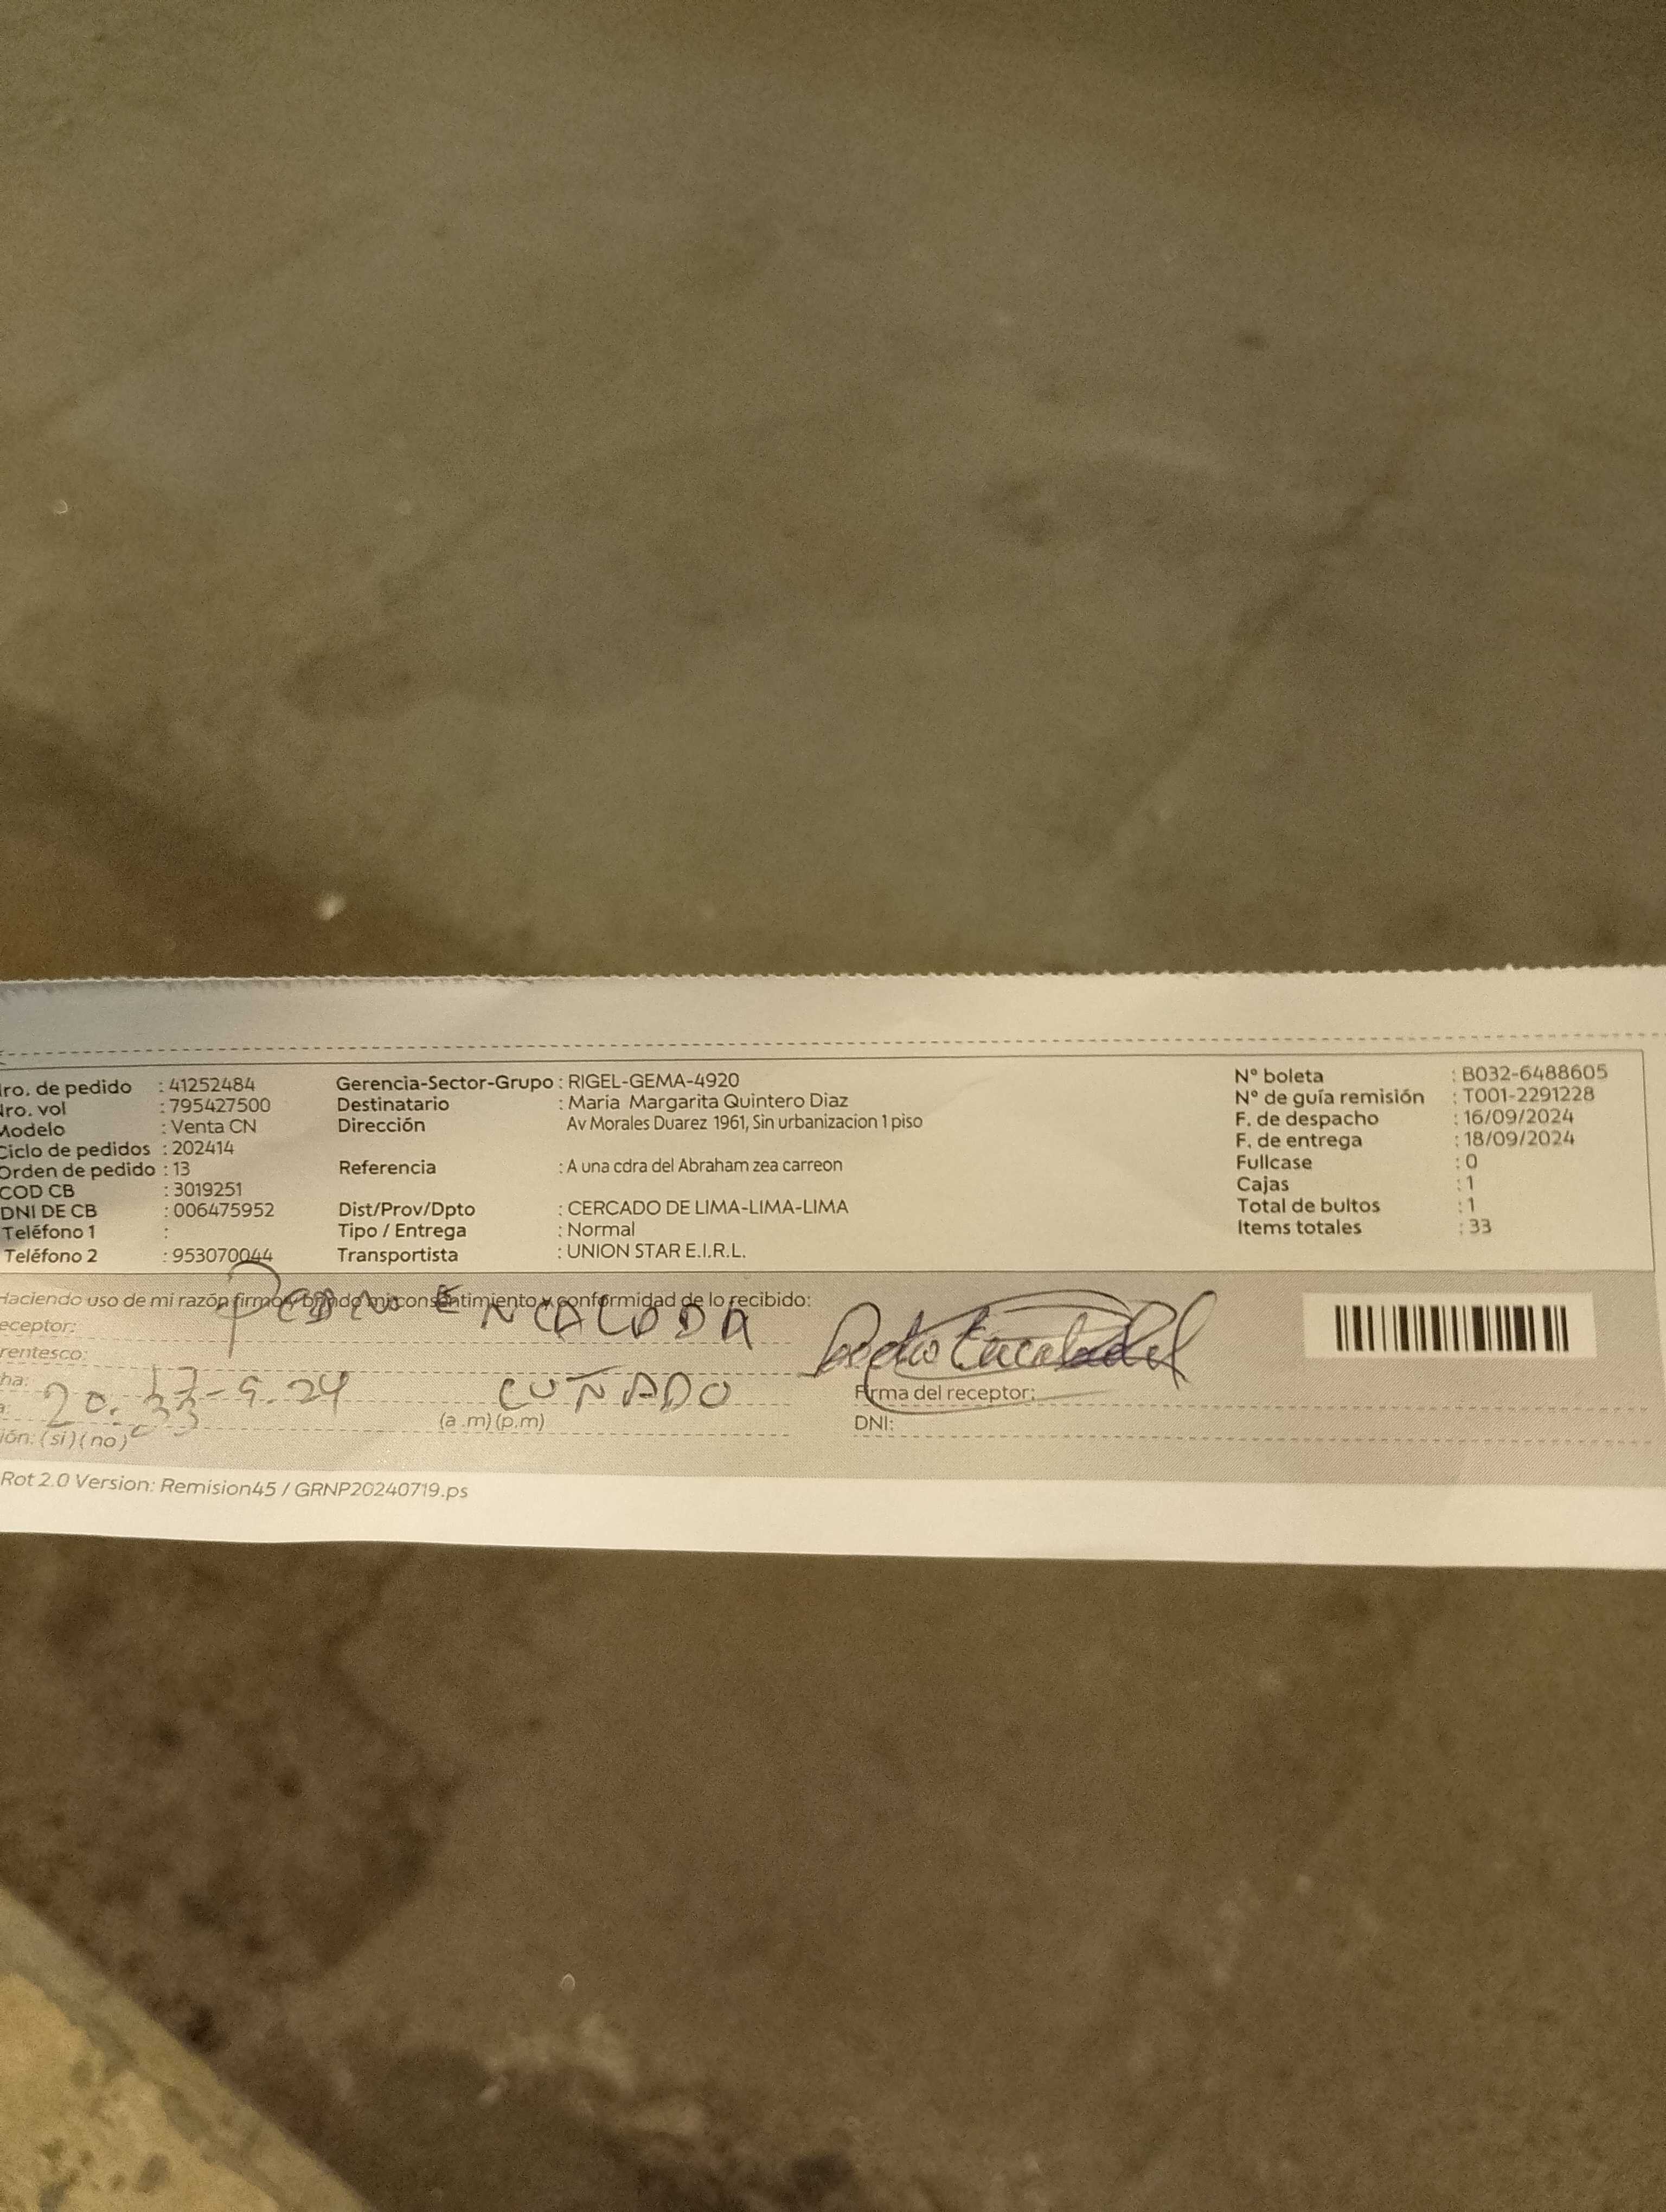 ro. de pedido : 41252484 Gerencia-Sector-Grupo : RIGEL-GEMA-4920 N° boleta : B032-6488605
ro. vol : 795427500 Destinatario : Maria Margarita Quintero Diaz N° de guía remisión : T001-2291228
Modelo : Venta CN Dirección Av Morales Duarez 1961, Sin urbanizacion 1 piso F. de despacho : 16/09/2024
Ciclo de pedidos : 202414 F. de entrega : 18/09/2024
Orden de pedido : 13 Referencia : A una cdra del Abraham zea carreon Fullcase : 0
COD CB : 3019251 Cajas : 1
DNI DE CB : 006475952 Dist/Prov/Dpto : CERCADO DE LIMA-LIMA-LIMA Total de bultos : 1
Teléfono 1 : Tipo / Entrega : Normal Items totales : 33
Teléfono 2 : 953070044 Transportista : UNION STAR E.I.R.L.
Haciendo uso de mi razón firmo y brindo mi consentimiento y conformidad de lo recibido:
eceptor: ENCALADA
rentesco:
ha: CUÑADO Firma del receptor:
a: (a .m) (p.m) DNI:
ión: (si) (no)
Rot 2.0 Version: Remision45 / GRNP20240719.ps